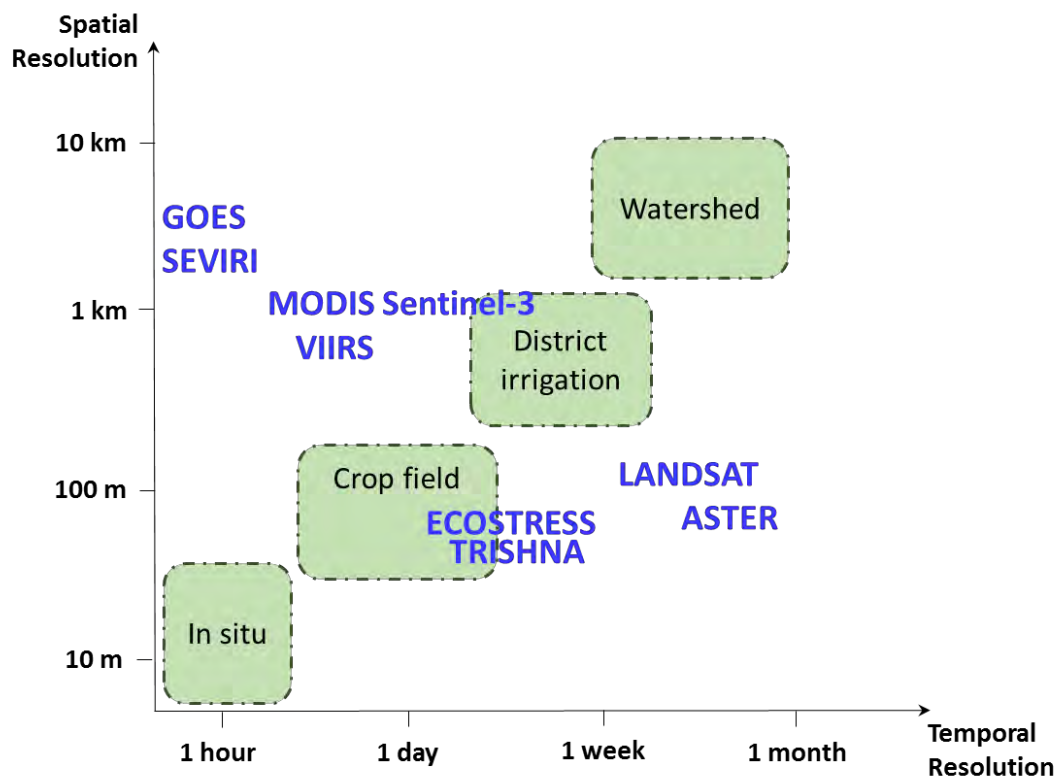 Spatial
Resolution
10 km
Watershed
GOES
SEVIRI
MODIS Sentinel-3
1 km
VIIRS
District
irrigation
Crop field
LANDSAT
100 m
ASTER
ECOSTRESS
TRISHNA
In situ
10 m
1 hour
1 day
1 week
1 month
Temporal
Resolution